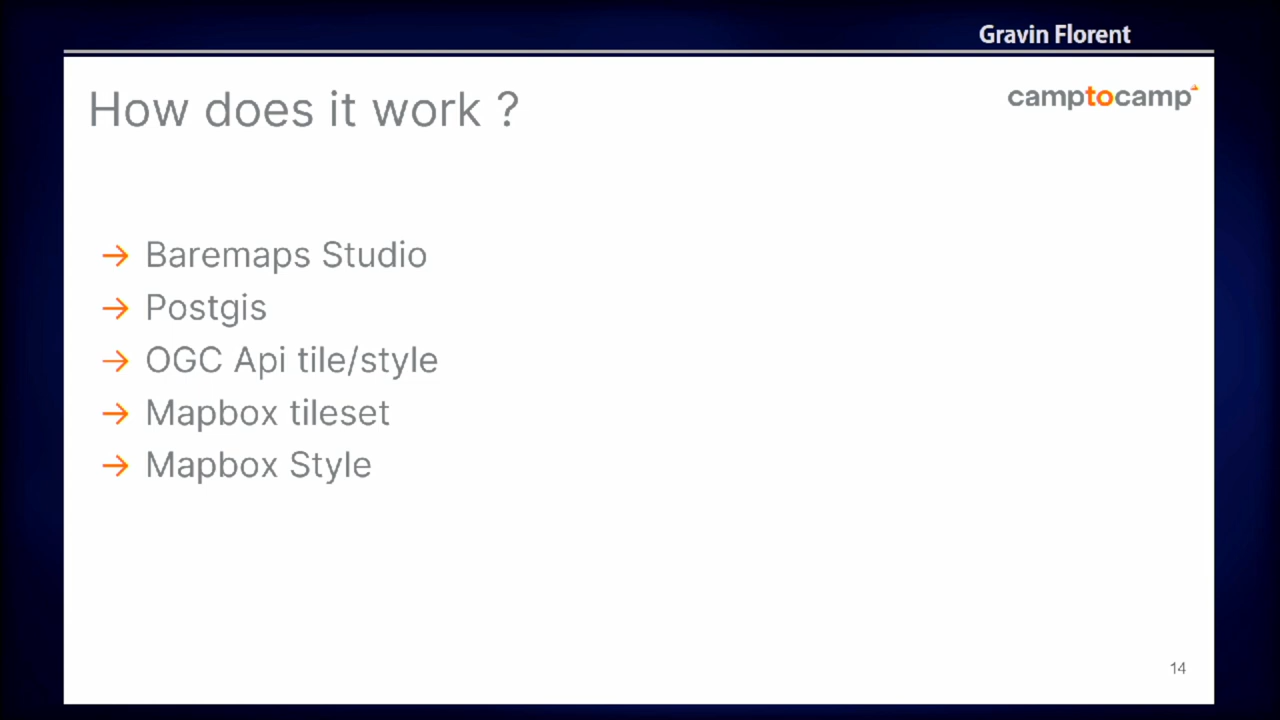 Gravin Florent
How does it work ?
camptocamp
→ Baremaps Studio
→ Postgis
→ OGC Api tile/style
→ Mapbox tileset
→ Mapbox Style
14